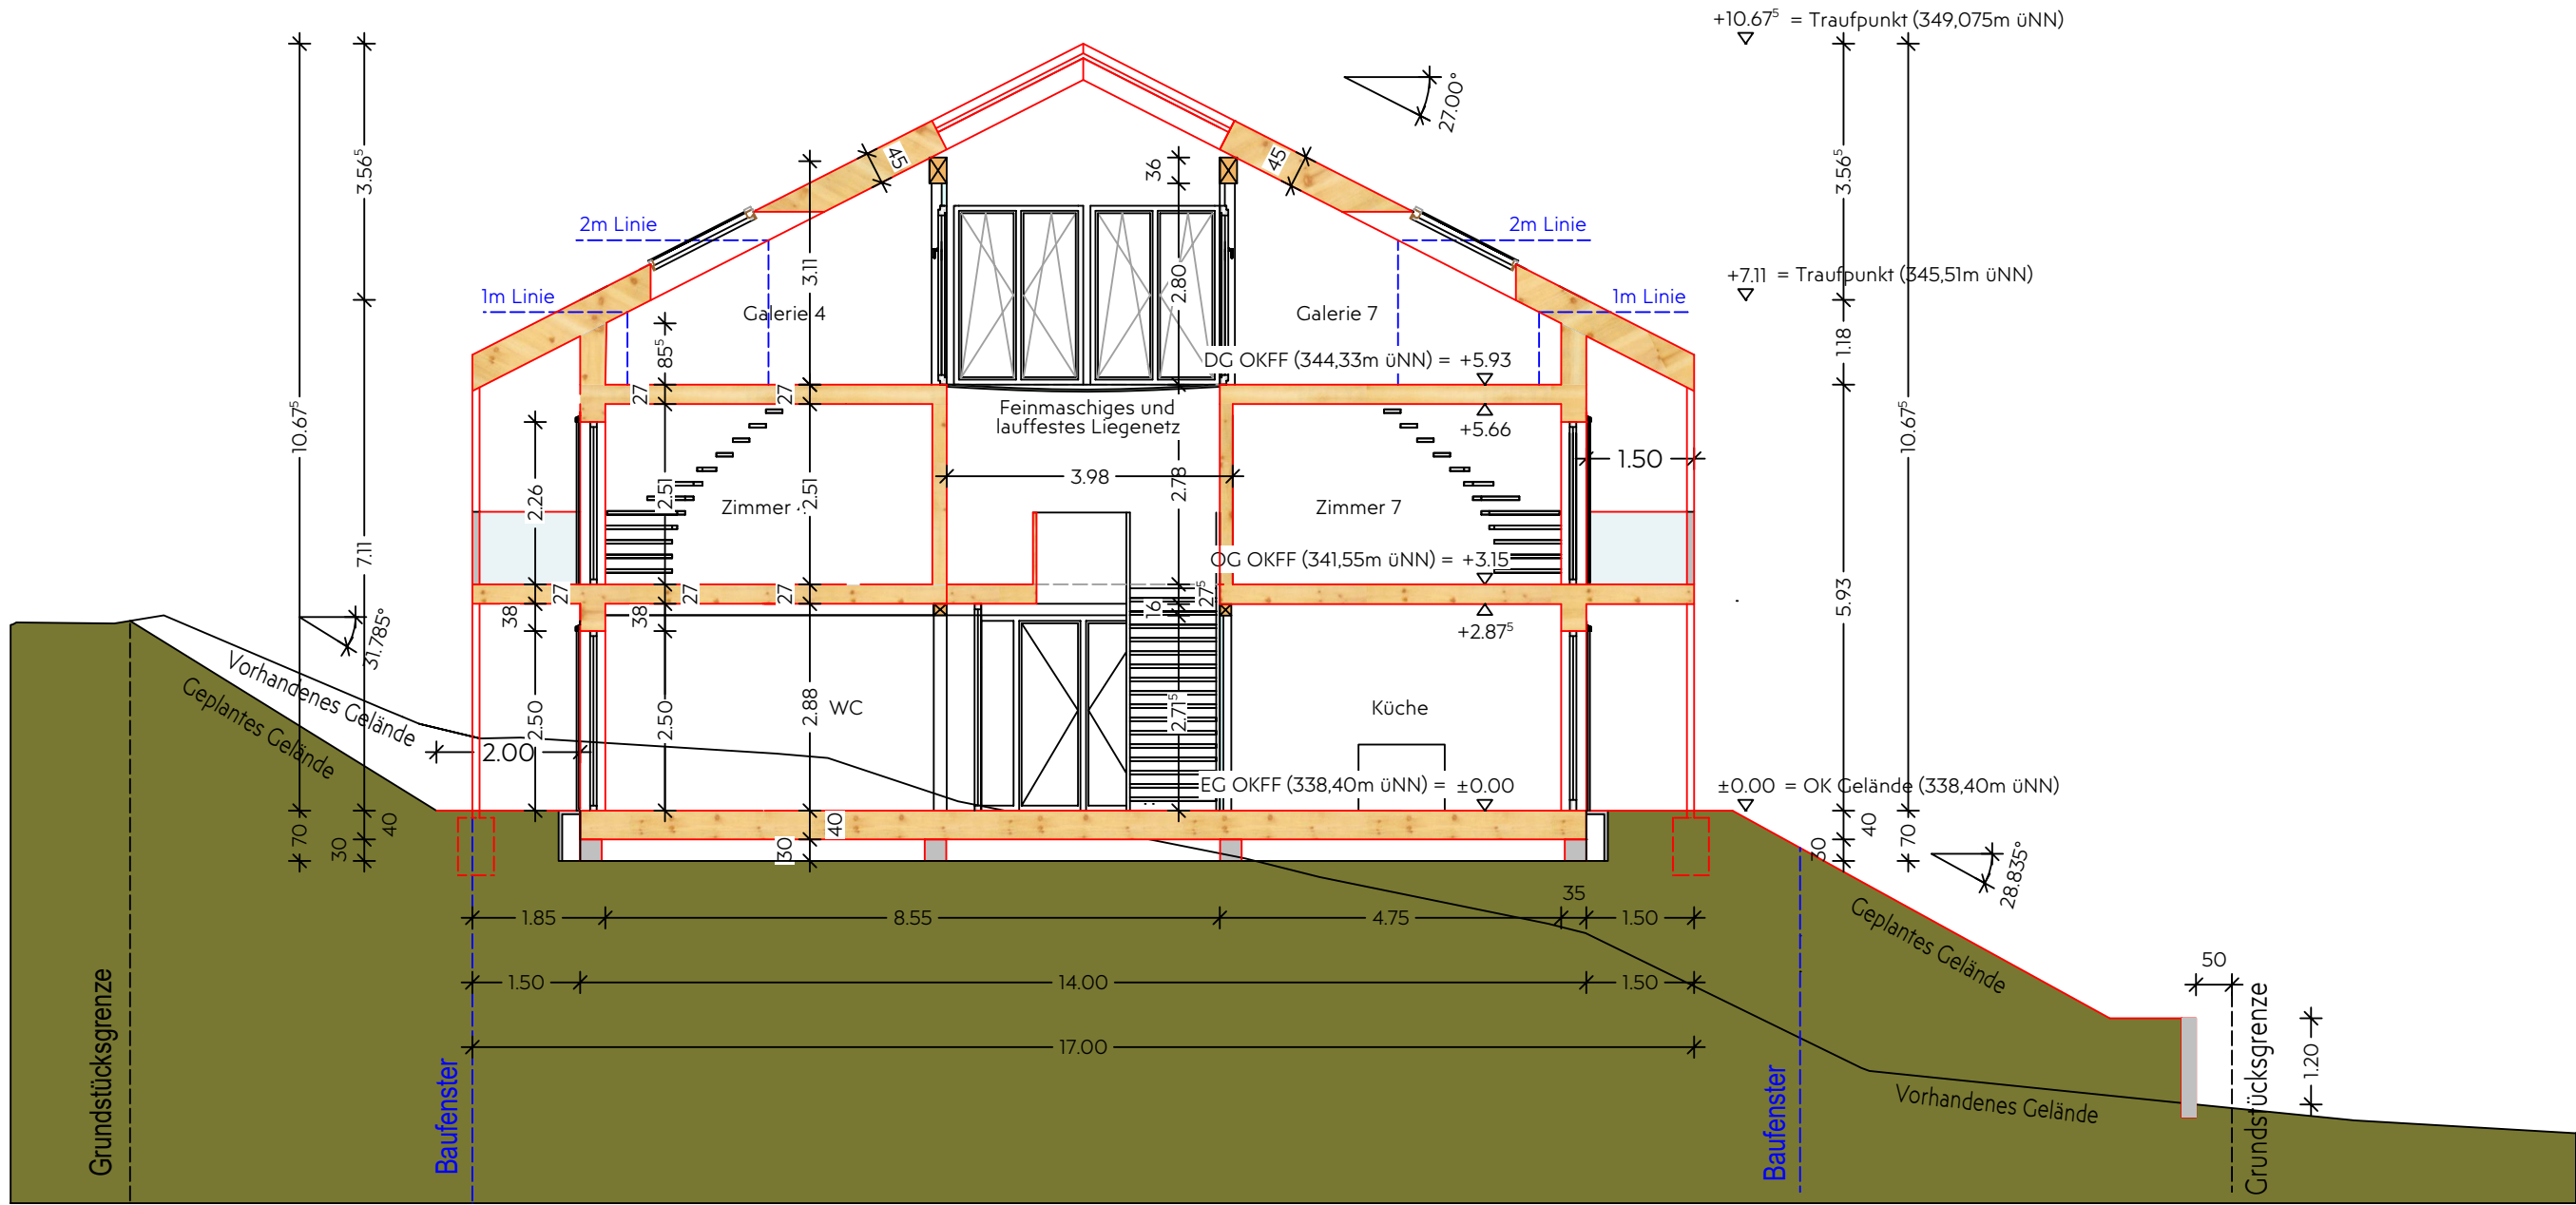 +10.67⁵ = Traufpunkt (349,075m üNN)
27.00°
3.56⁵
45
45
36
3.56⁵
2m Linie
2m Linie
3.11
2.80
+7.11 = Traufpunkt (345,51m üNN)
1m Linie
1m Linie
Galerie 4
Galerie 7
85⁵
1.18
DG OKFF (344,33m üNN) = +5.93
27
27
Feinmaschiges und
lauffestes Liegenetz
+5.66
10.67⁵
10.67⁵
1.50
3.98
2.78
2.26
2.51
2.51
Zimmer
Zimmer 7
7.11
OG OKFF (341,55m üNN) = +3.15
27
27
27
27⁵
5.93
38
38
16
+2.87⁵
31.785°
Vorhandenes Gelände
Geplantes Gelände
2.50
2.50
2.88
WC
2.71⁵
Küche
2.00
EG OKFF (338,40m üNN) = ±0.00
±0.00 = OK Gelände (338,40m üNN)
70
30
40
30
40
30
40
70
28.835°
35
1.85
8.55
4.75
1.50
Geplantes Gelände
1.50
14.00
1.50
50
17.00
1.20
Grundstücksgrenze
Baufenster
Baufenster
Vorhandenes Gelände
Grundstücksgrenze